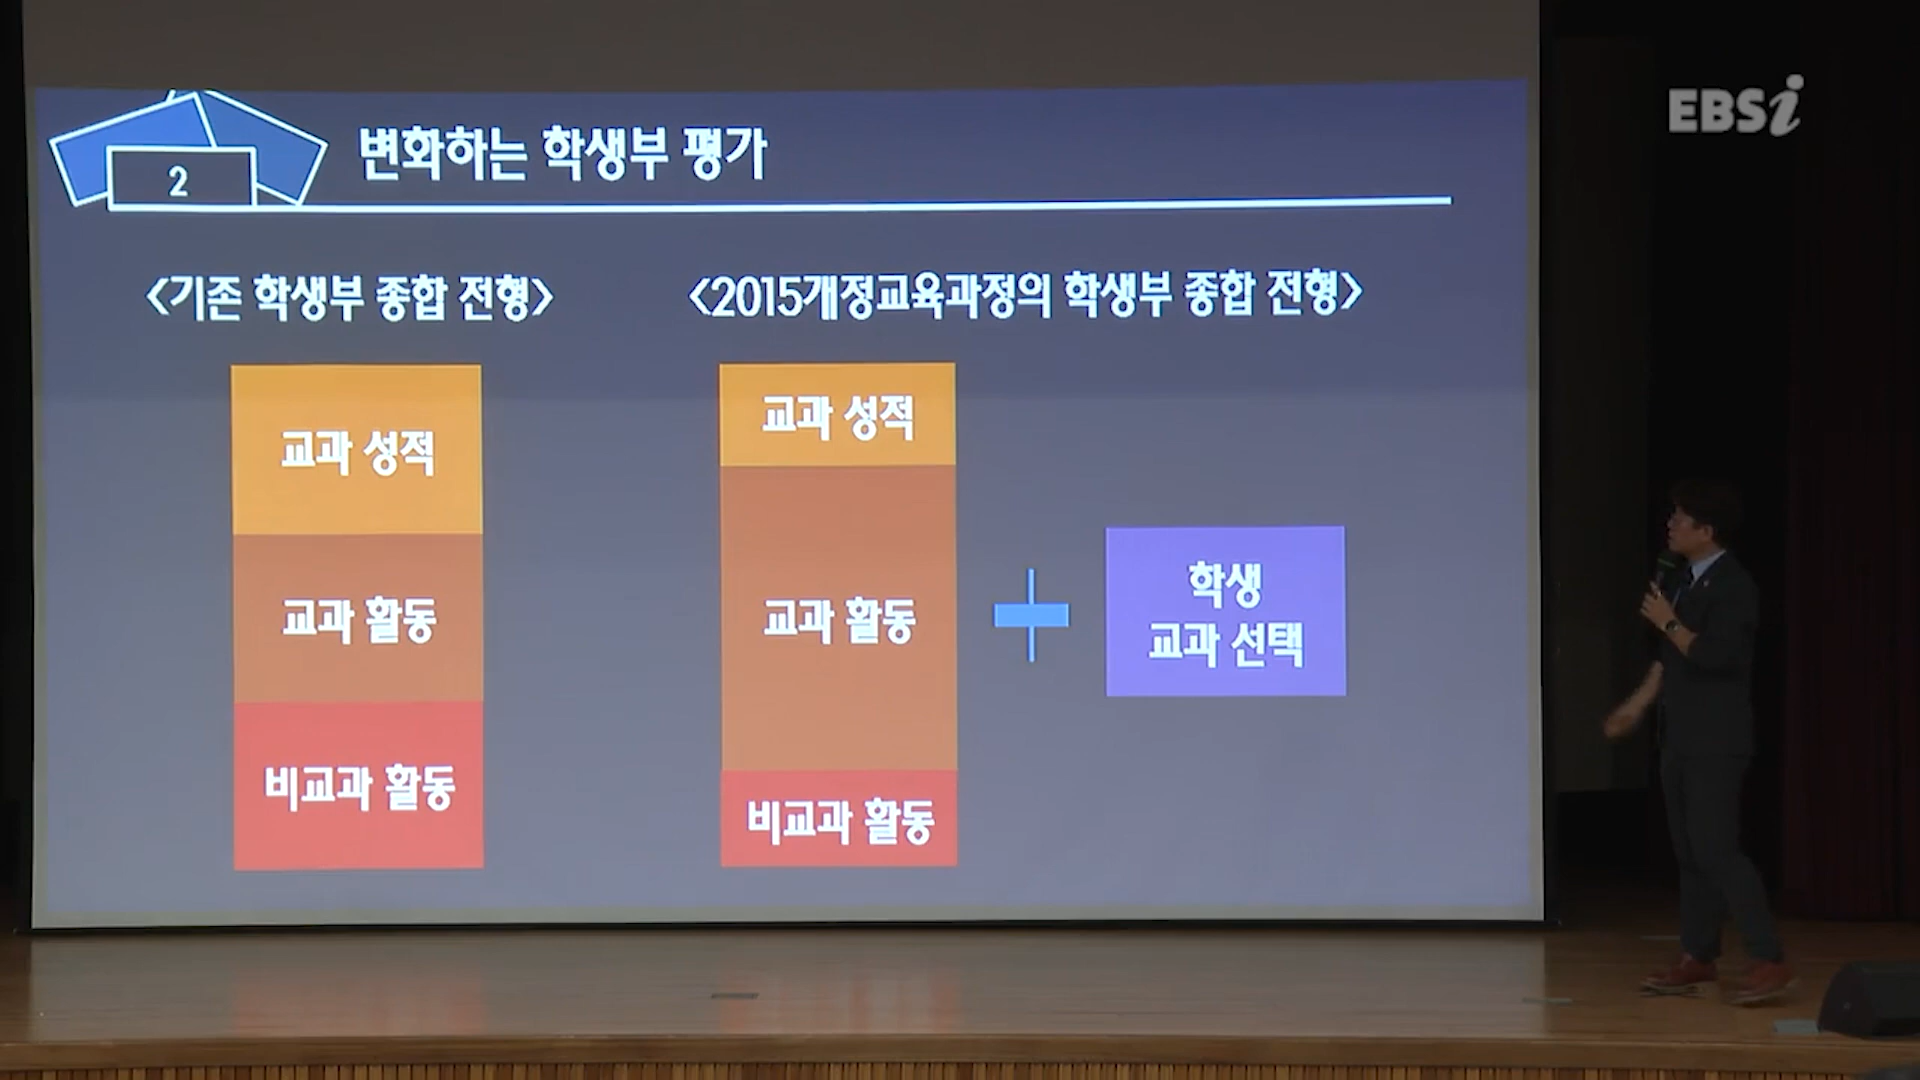 EBSi
2
변화하는 학생부 평가
<기존 학생부 종합 전형>
<2015개정교육과정의 학생부 종합 전형>
교과 성적
교과 활동
비교과 활동
교과 성적
교과 활동
비교과 활동
학생
교과 선택